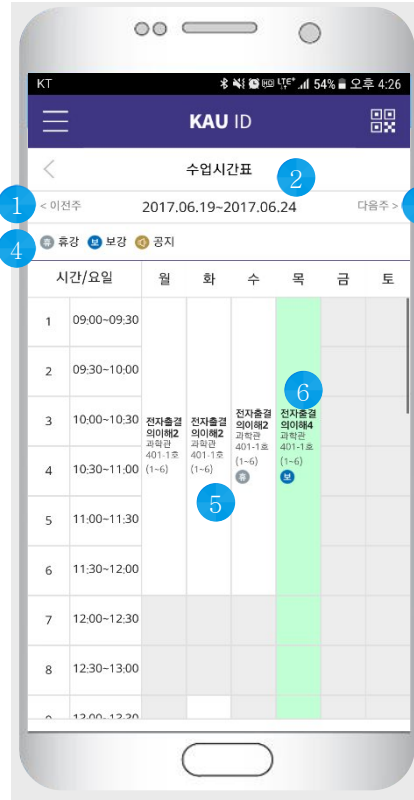 KT HD LTE+ 54% 오후 4:26
KAU ID
수업시간표
2
1 < 이전주 2017.06.19~2017.06.24 다음주 >
4 휴 휴강 보 보강 공지
시간/요일 월 화 수 목 금 토
1 09:00~09:30
2 09:30~10:00
6
3 10:00~10:30
전자출결 의이해2 과학관 401-1호 (1~6)
전자출결 의이해2 과학관 401-1호 (1~6)
전자출결 의이해2 과학관 401-1호 (1~6) 휴
전자출결 의이해4 과학관 401-1호 (1~6) 보
4 10:30~11:00
5
5 11:00~11:30
6 11:30~12:00
7 12:00~12:30
8 12:30~13:00